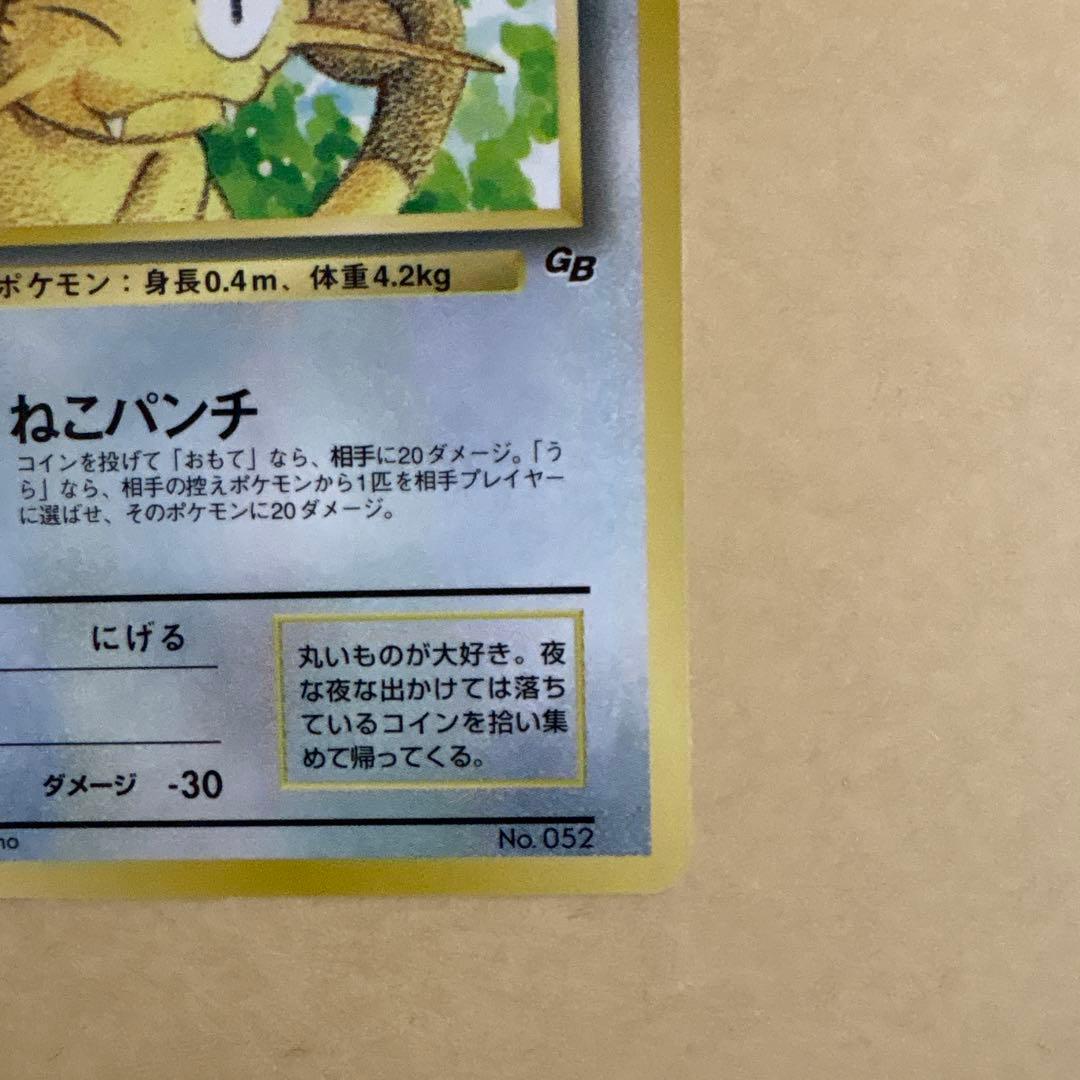 ポケモン：身長0.4m、体重4.2kg
GB
ねこパンチ
コインを投げて「おもて」なら、相手に20ダメージ。「う
ら」なら、相手の控えポケモンから1匹を相手プレイヤー
に選ばせ、そのポケモンに20ダメージ。
にげる
丸いものが大好き。夜
な夜な出かけては落ち
ているコインを拾い集
めて帰ってくる。
ダメージ -30
No. 052